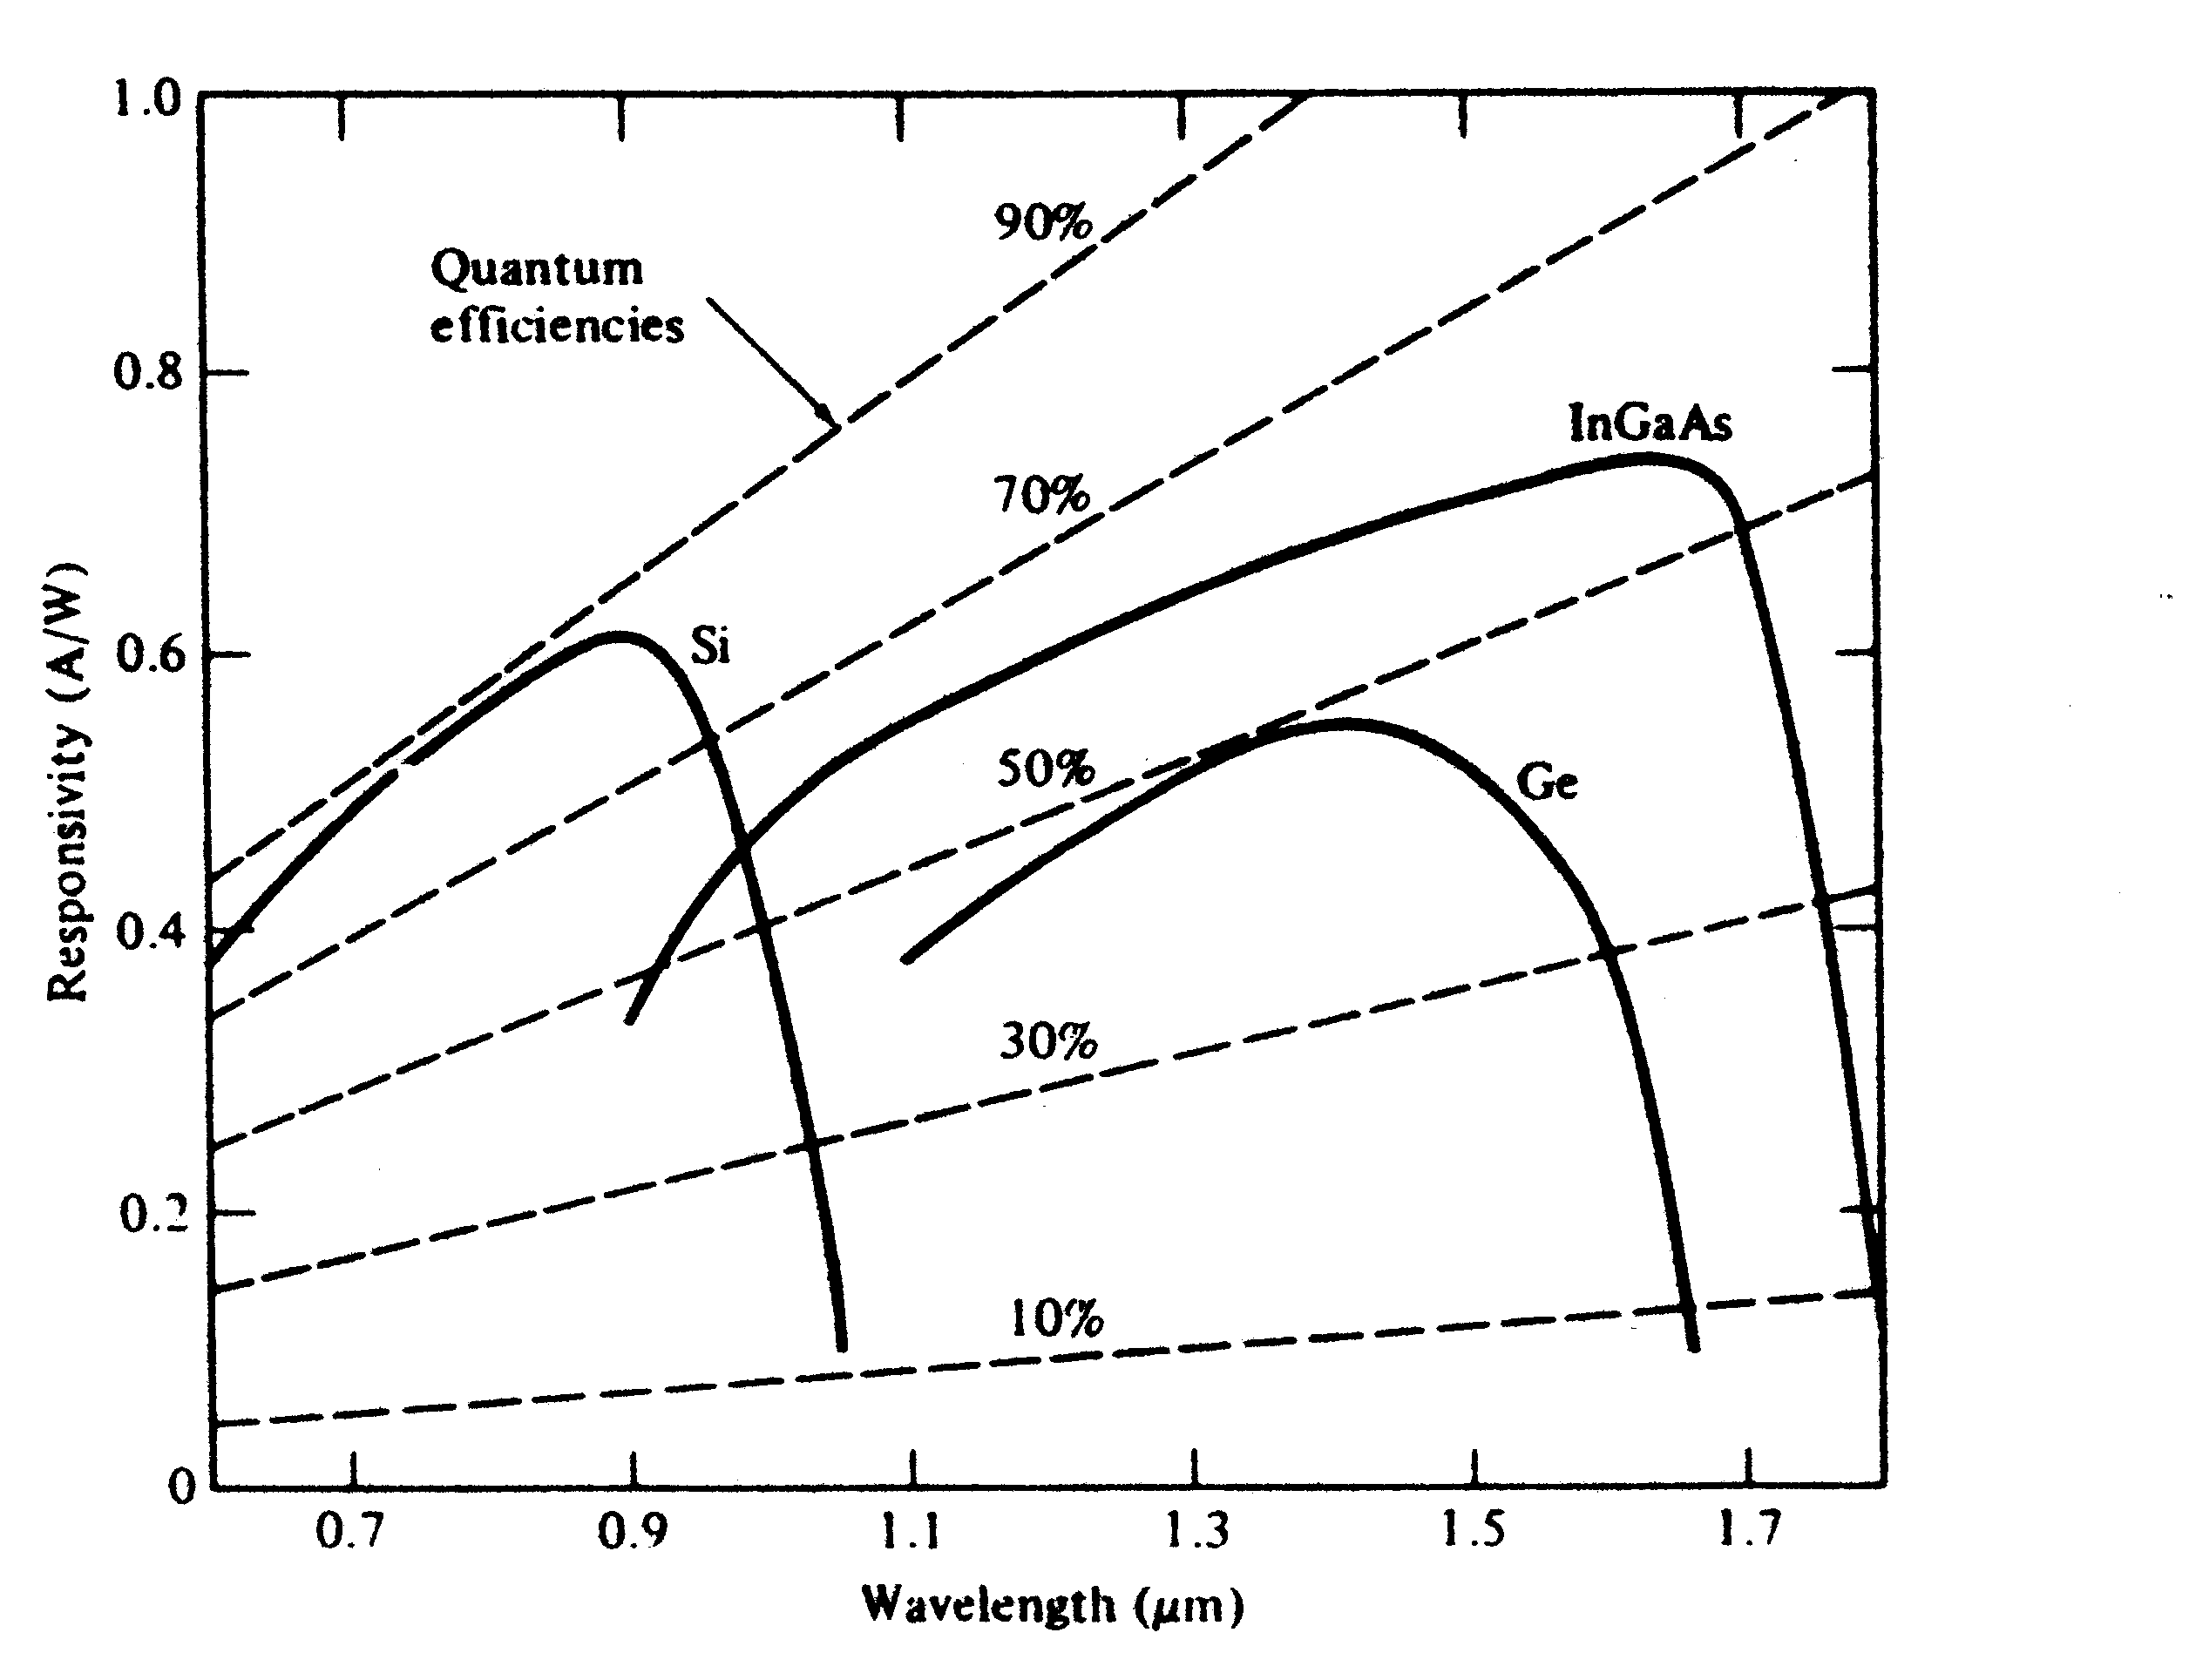 1.0
90%
Quantum
efficiencies
0.8
InGaAs
70%
Si
0.6
50%
Ge
Responsivity (A/W)
0.4
30%
0.2
10%
0
0.7 0.9 1.1 1.3 1.5 1.7
Wavelength (μm)